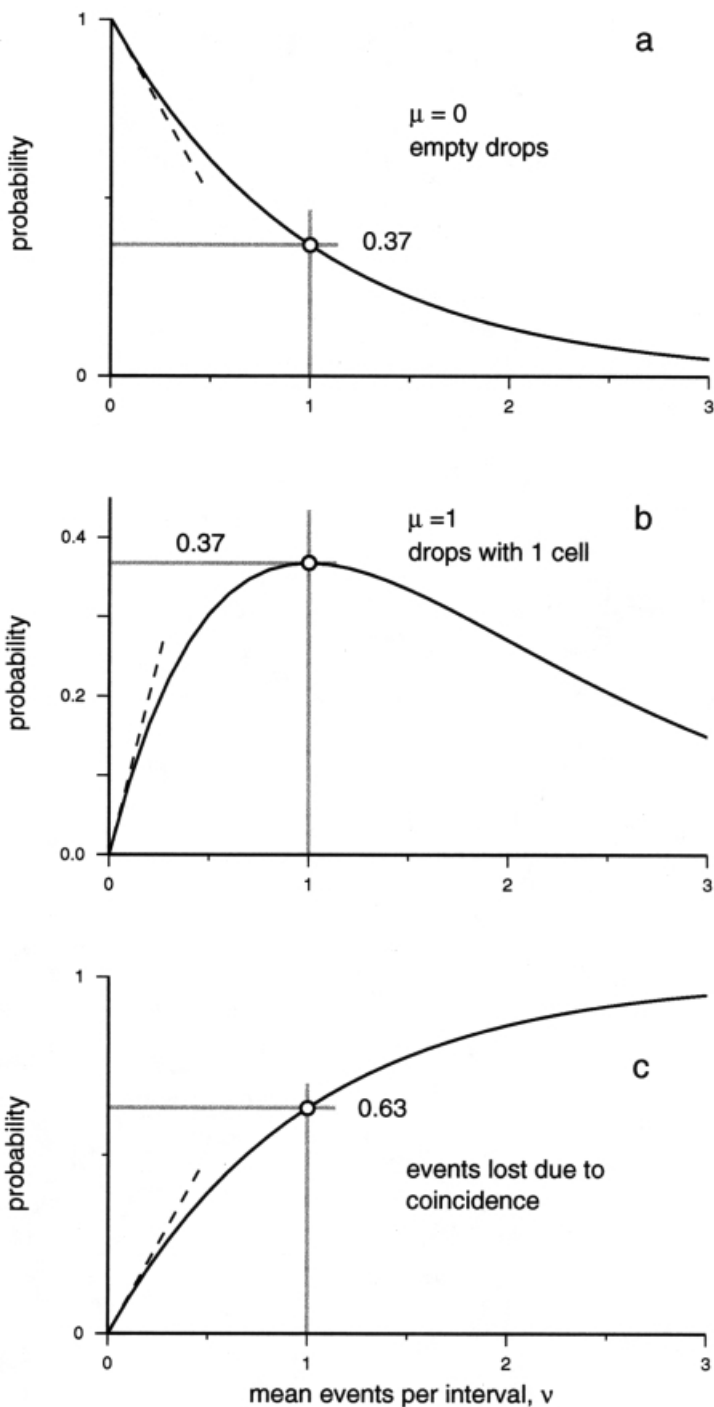 a
1
μ = 0
empty drops
probability
0.37
0
0 1 2 3
b
μ =1
drops with 1 cell
0.4
0.37
probability
0.2
0.0
0 1 2 3
c
1
probability
0.63
events lost due to
coincidence
0
0 1 2 3
mean events per interval, ν